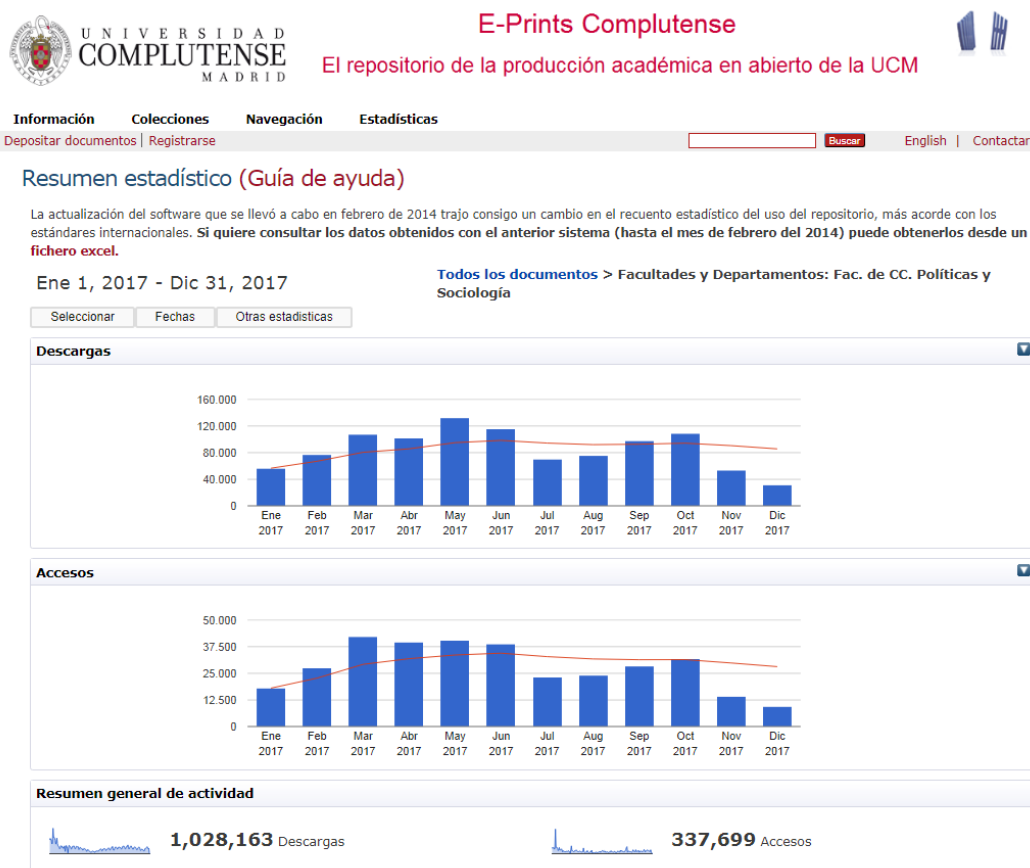 UNIVERSIDAD
COMPLUTENSE
MADRID
E-Prints Complutense
El repositorio de la producción académica en abierto de la UCM
Información Colecciones Navegación Estadísticas
Depositar documentos | Registrarse Buscar English | Contactar
Resumen estadístico (Guía de ayuda)
La actualización del software que se llevó a cabo en febrero de 2014 trajo consigo un cambio en el recuento estadístico del uso del repositorio, más acorde con los
estándares internacionales. Si quiere consultar los datos obtenidos con el anterior sistema (hasta el mes de febrero del 2014) puede obtenerlos desde un
fichero excel.
Ene 1, 2017 - Dic 31, 2017
Todos los documentos > Facultades y Departamentos: Fac. de CC. Políticas y
Sociología
Seleccionar Fechas Otras estadisticas
Descargas
160.000
120.000
80.000
40.000
0
Ene Feb Mar Abr May Jun Jul Aug Sep Oct Nov Dic
2017 2017 2017 2017 2017 2017 2017 2017 2017 2017 2017 2017
Accesos
50.000
37.500
25.000
12.500
0
Ene Feb Mar Abr May Jun Jul Aug Sep Oct Nov Dic
2017 2017 2017 2017 2017 2017 2017 2017 2017 2017 2017 2017
Resumen general de actividad
1,028,163 Descargas 337,699 Accesos